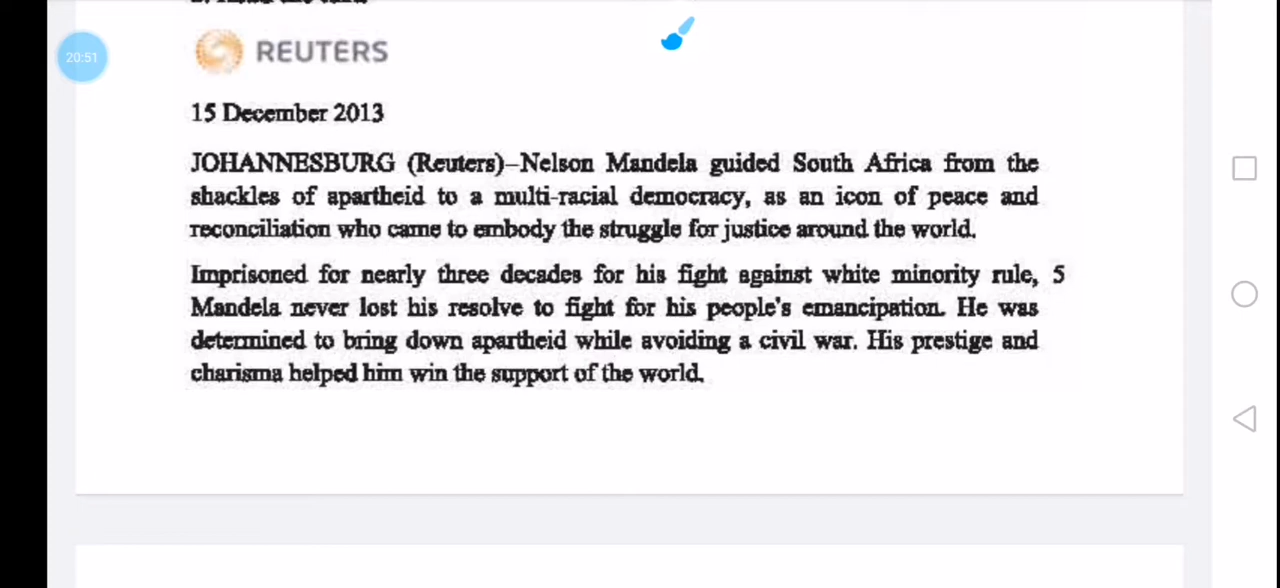 20:51
REUTERS
15 December 2013
JOHANNESBURG (Reuters)–Nelson Mandela guided South Africa from the
shackles of apartheid to a multi-racial democracy, as an icon of peace and
reconciliation who came to embody the struggle for justice around the world.
Imprisoned for nearly three decades for his fight against white minority rule, 5
Mandela never lost his resolve to fight for his people's emancipation. He was
determined to bring down apartheid while avoiding a civil war. His prestige and
charisma helped him win the support of the world.